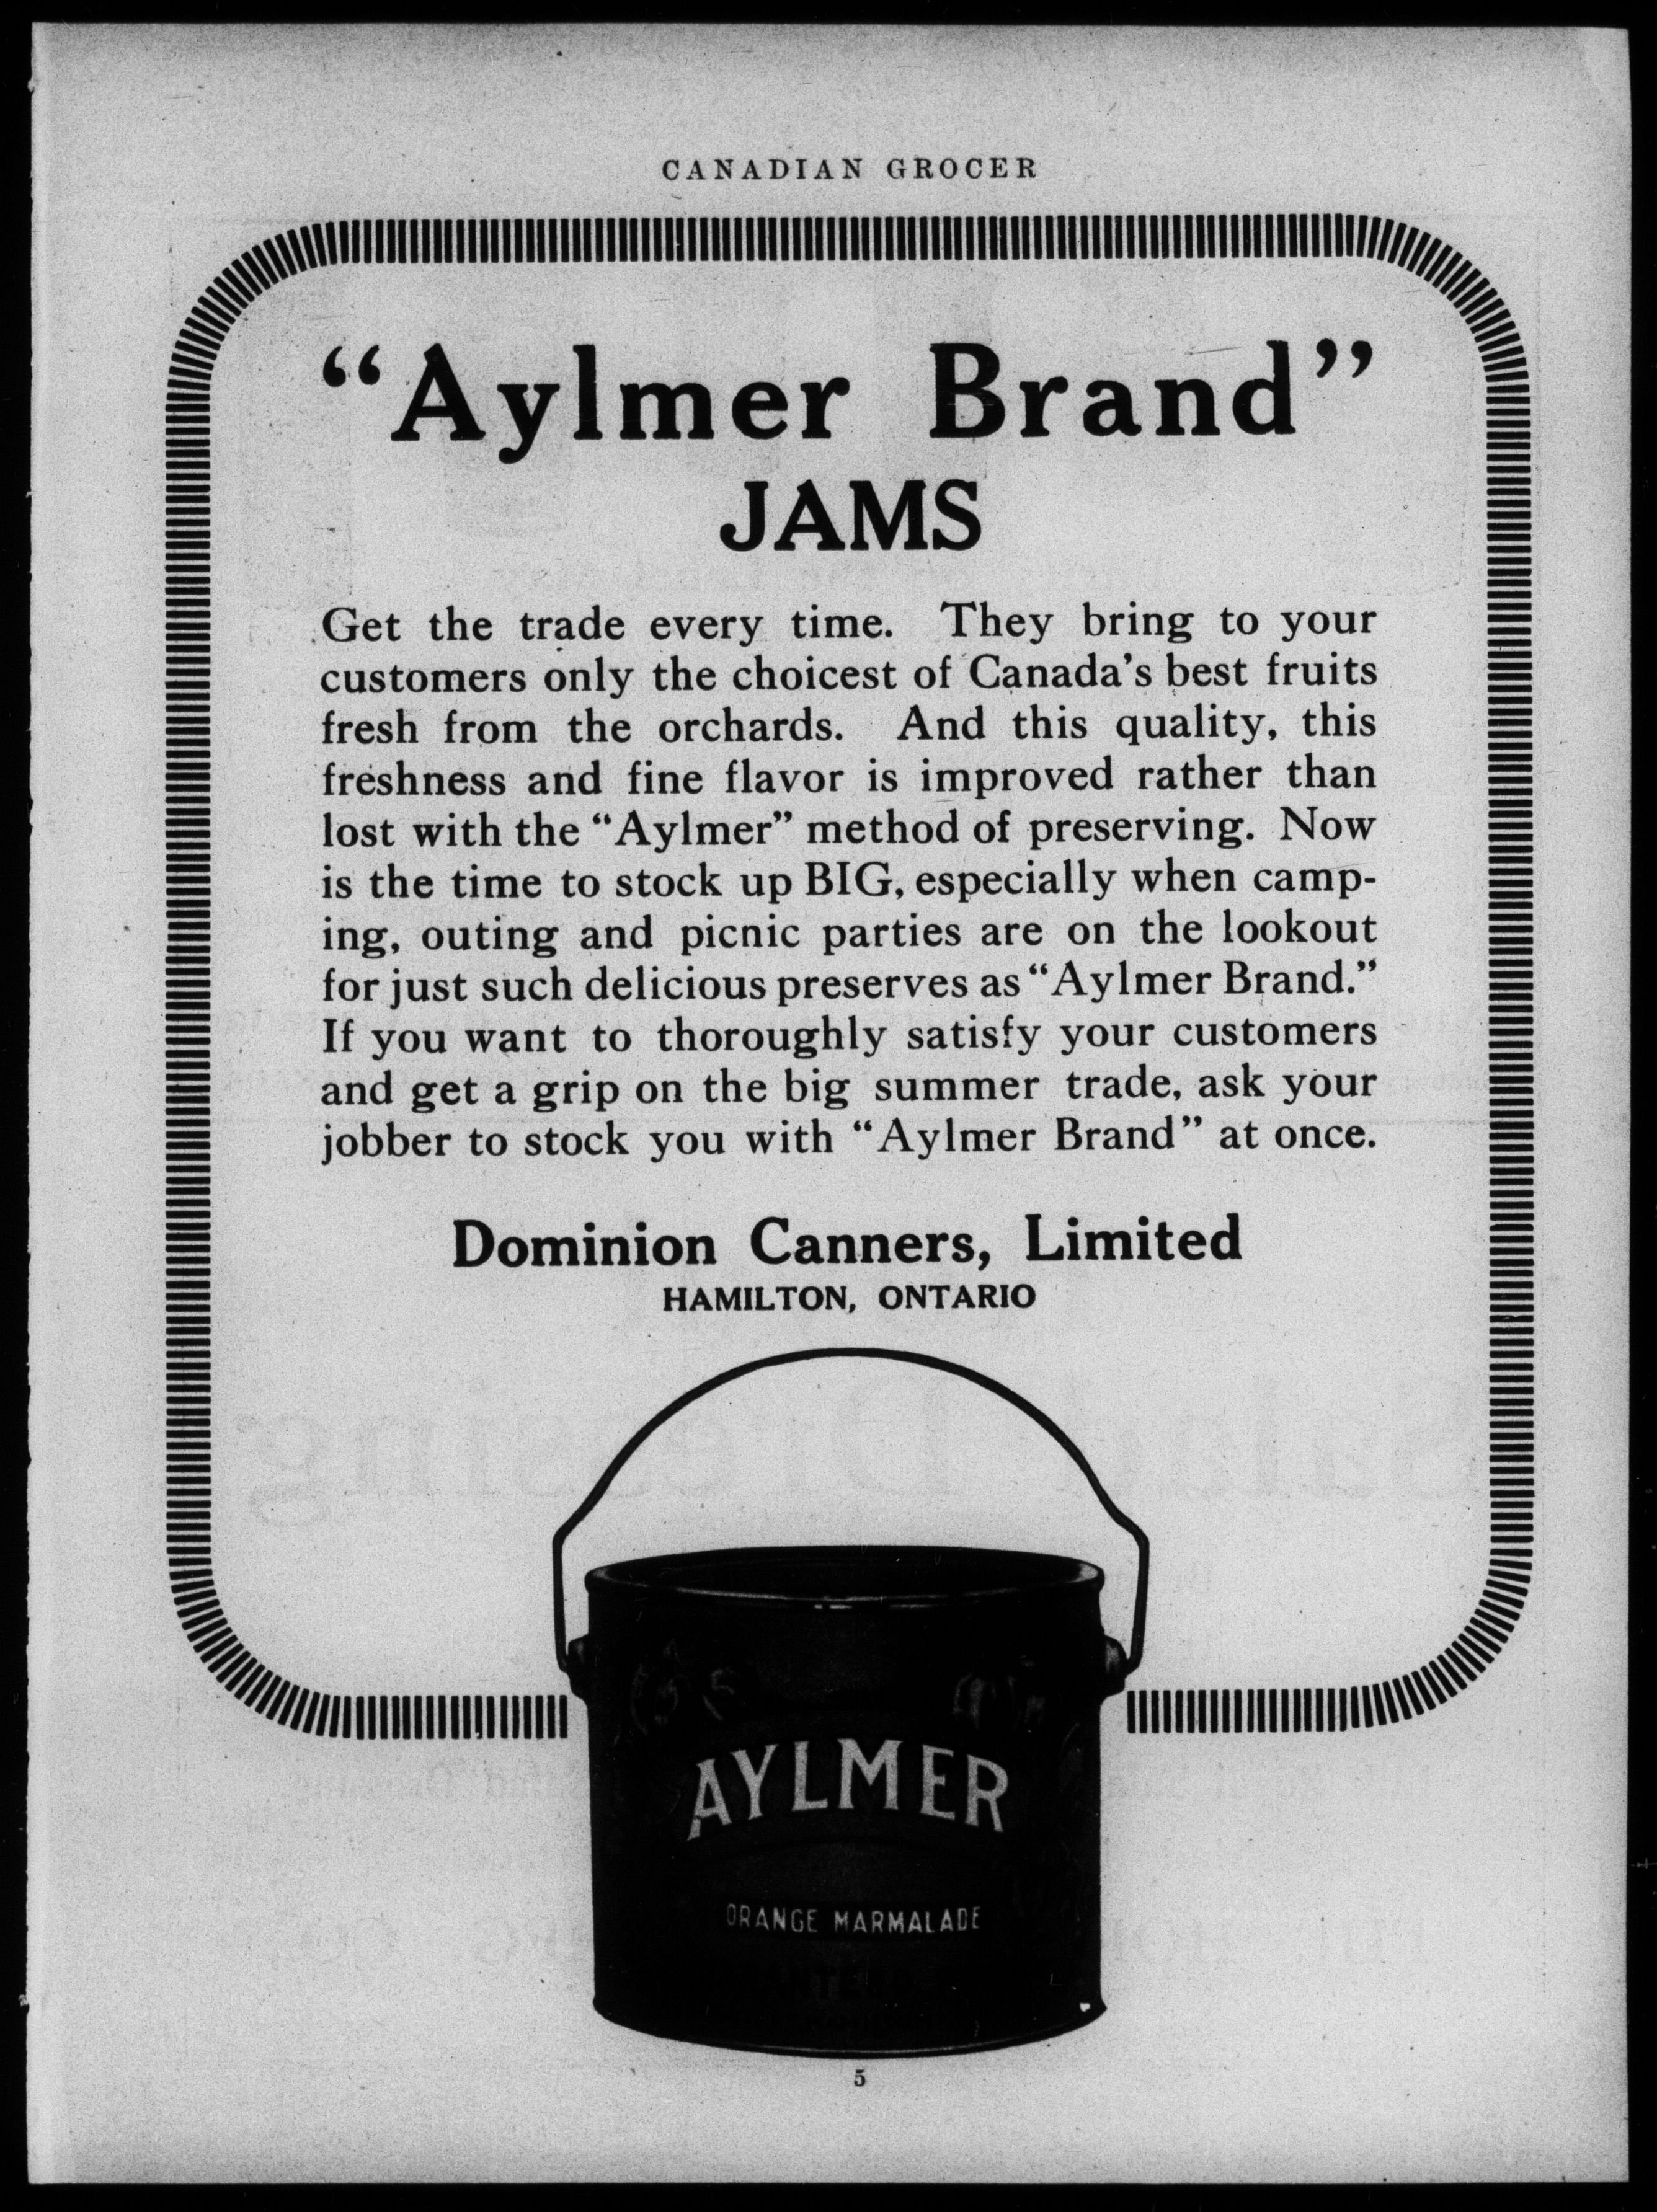 CANADIAN GROCER
“Aylmer Brand”
JAMS
Get the trade every time. They bring to your
customers only the choicest of Canada’s best fruits
fresh from the orchards. And this quality, this
freshness and fine flavor is improved rather than
lost with the “Aylmer” method of preserving. Now
is the time to stock up BIG, especially when camp-
ing, outing and picnic parties are on the lookout
for just such delicious preserves as “Aylmer Brand.”
If you want to thoroughly satisfy your customers
and get a grip on the big summer trade, ask your
jobber to stock you with “Aylmer Brand” at once.
Dominion Canners, Limited
HAMILTON, ONTARIO
AYLMER
ORANGE MARMALADE
5